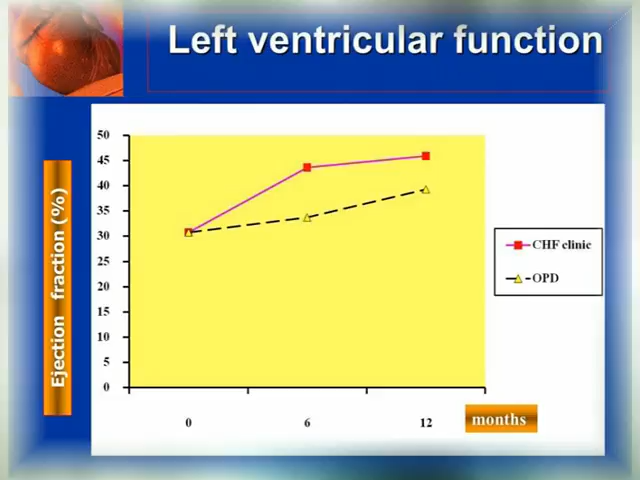 Left ventricular function
Ejection fraction (%)
50
45
40
35
30
25
20
15
10
5
0
0 6 12
months
CHF clinic
OPD